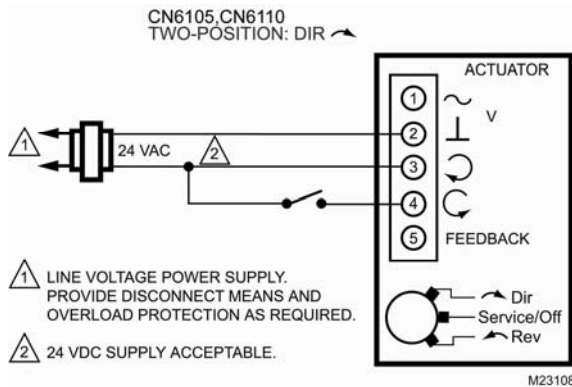 CN6105,CN6110
TWO-POSITION: DIR
ACTUATOR
1
V
2
3
4
5 FEEDBACK
1
24 VAC
2
1 LINE VOLTAGE POWER SUPPLY.
PROVIDE DISCONNECT MEANS AND
OVERLOAD PROTECTION AS REQUIRED.
2 24 VDC SUPPLY ACCEPTABLE.
Dir
Service/Off
Rev
M23108